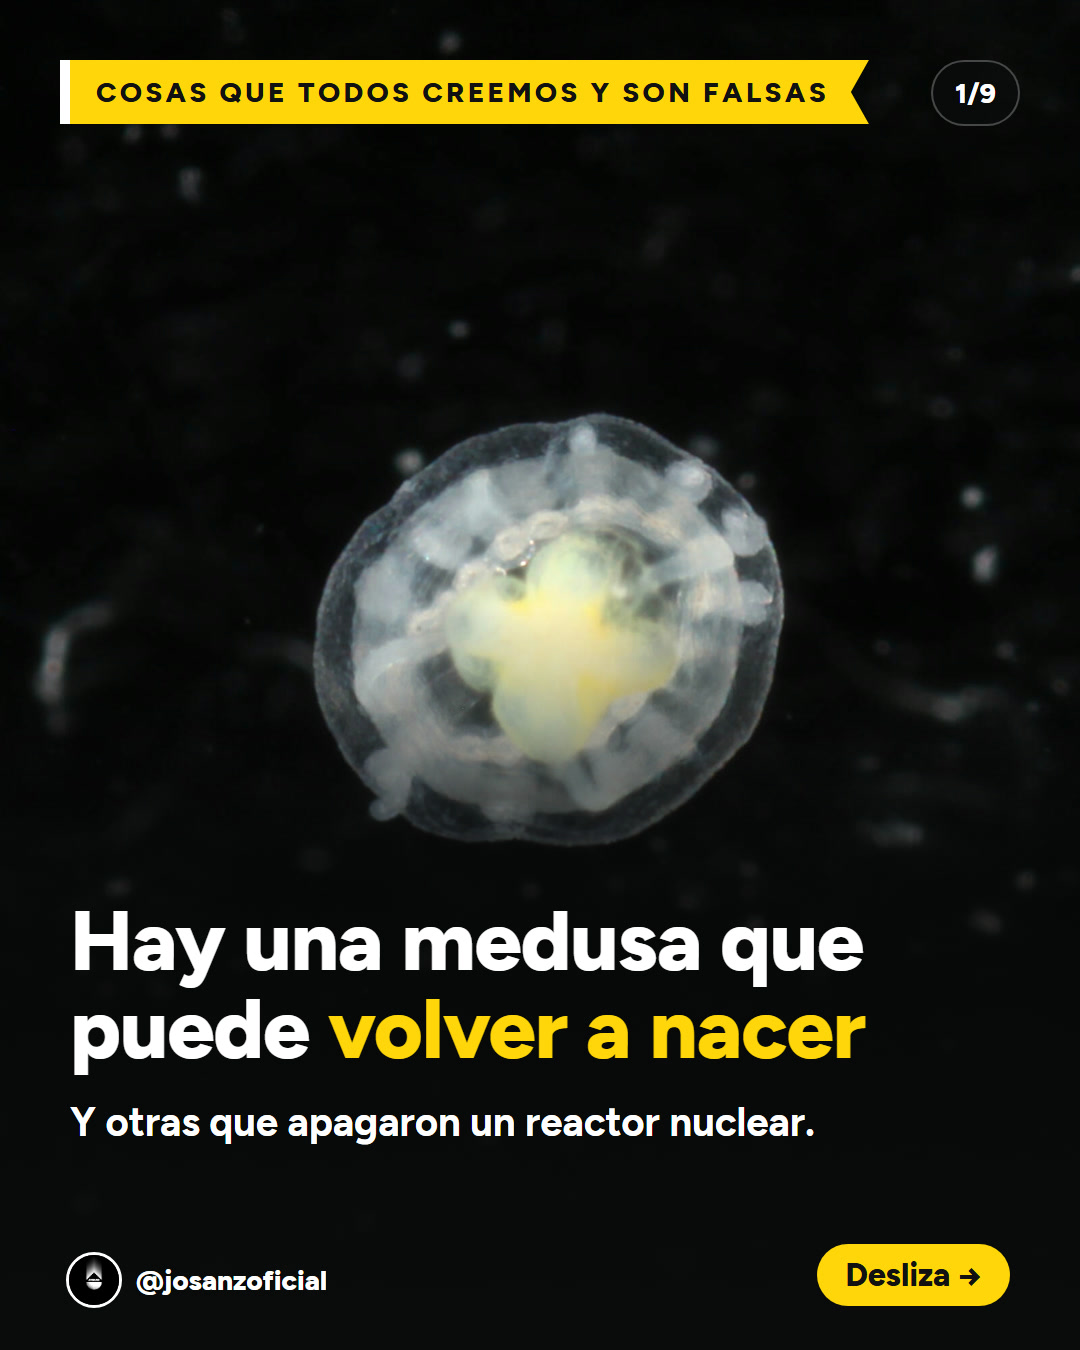 COSAS QUE TODOS CREEMOS Y SON FALSAS
1/9
Hay una medusa que
puede volver a nacer
Y otras que apagaron un reactor nuclear.
@josanzoficial
Desliza →